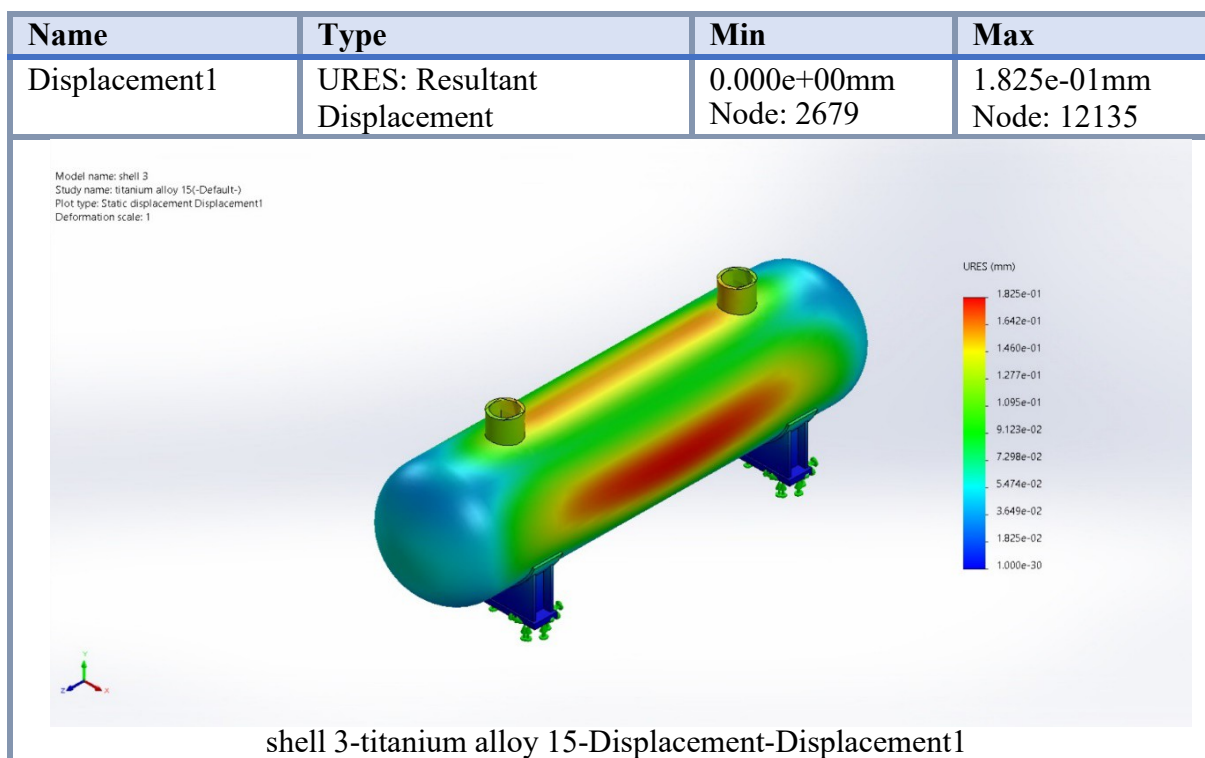 Name Type Min Max
Displacement1 URES: Resultant 0.000e+00mm 1.825e-01mm
Displacement Node: 2679 Node: 12135
Model name: shell 3
Study name: titanium alloy 15(-Default-)
Plot type: Static displacement Displacement1
Deformation scale: 1
URES (mm)
1.825e-01
1.642e-01
1.460e-01
1.277e-01
1.095e-01
9.123e-02
7.298e-02
5.474e-02
3.649e-02
1.825e-02
1.000e-30
Y
Z X
shell 3-titanium alloy 15-Displacement-Displacement1